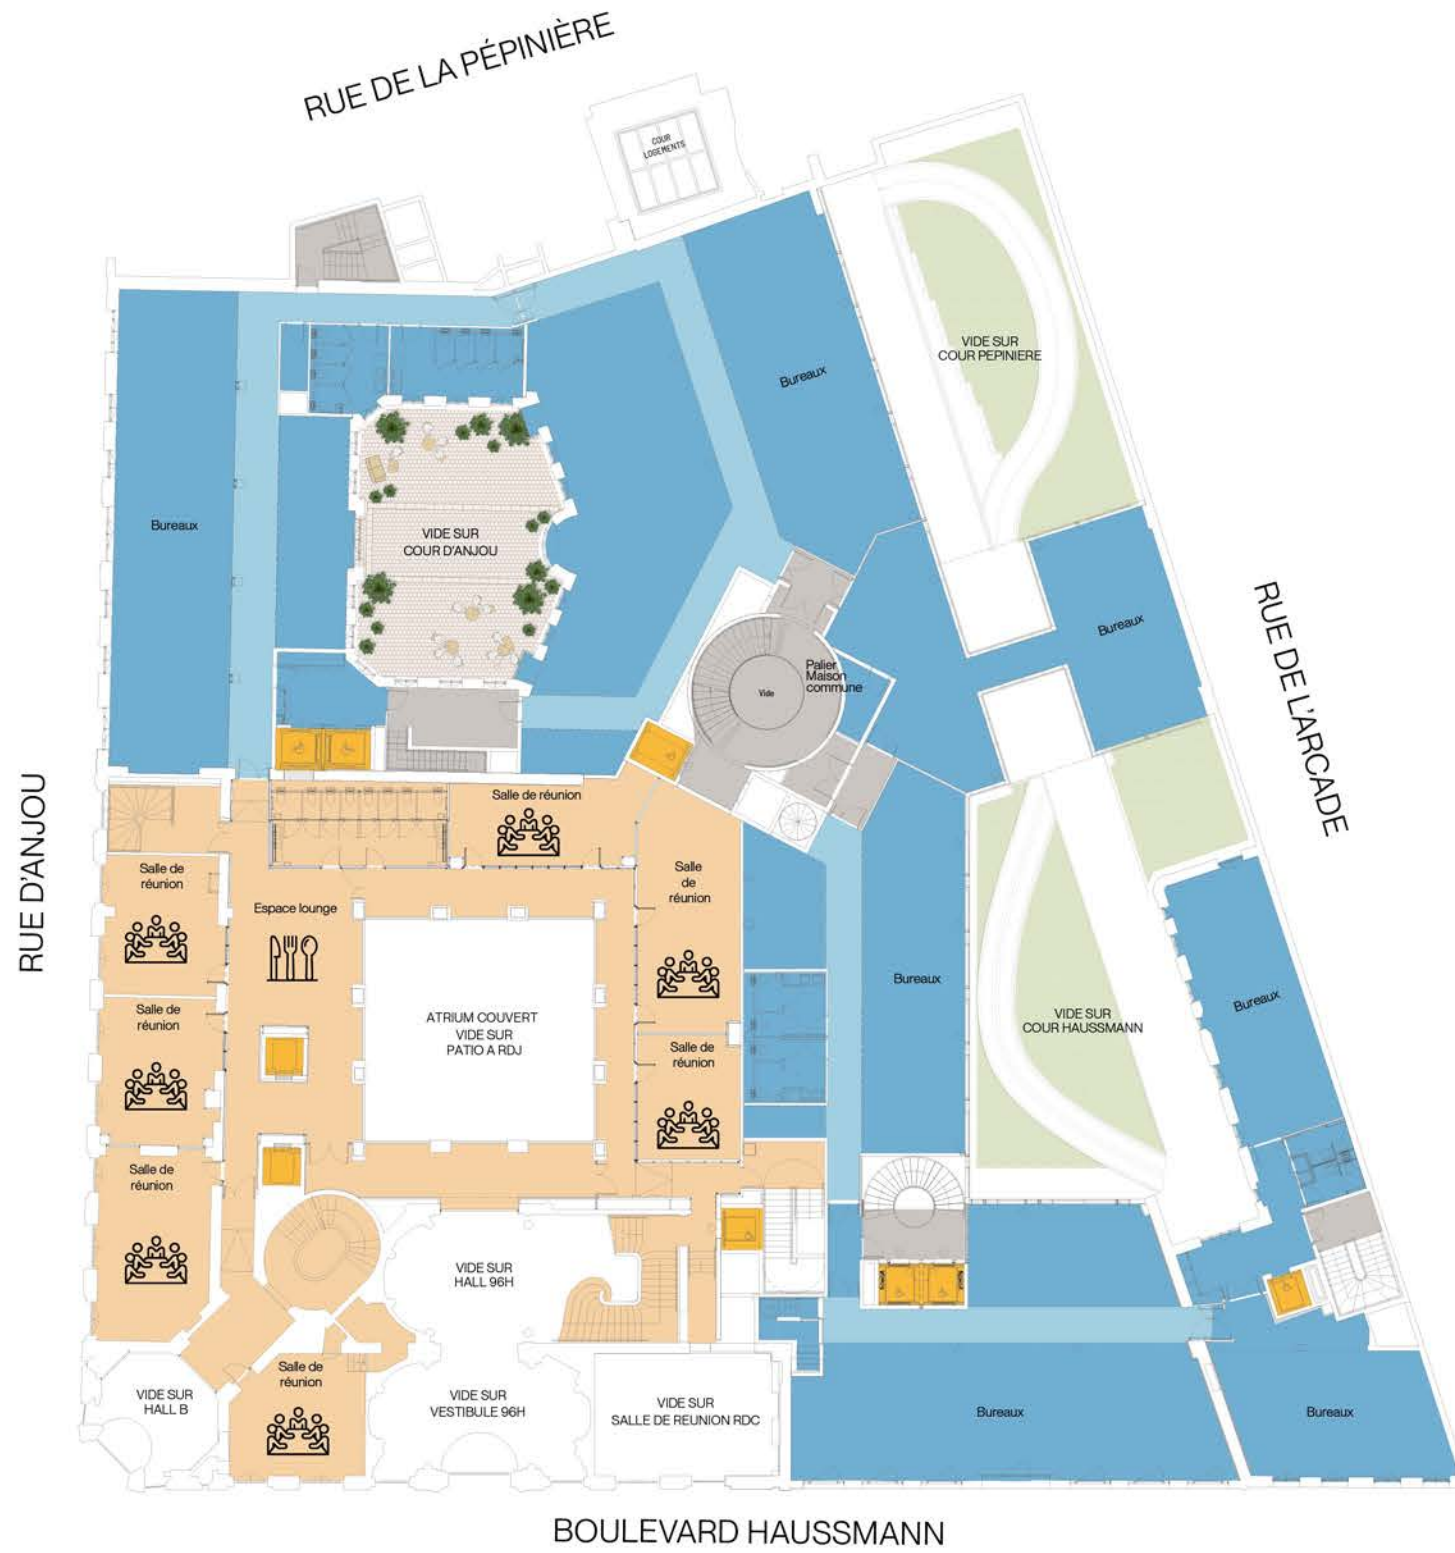 RUE DE LA PÉPINIÈRE
COUR
LOGEMENTS
VIDE SUR
COUR PEPINIERE
Bureaux
Bureaux
VIDE SUR
COUR D'ANJOU
Bureaux
RUE DE L'ARCADE
Palier
Maison
commune
Vide
RUE D'ANJOU
Salle de réunion
Salle de
réunion
Salle
de
réunion
Espace lounge
Bureaux
Bureaux
ATRIUM COUVERT
VIDE SUR
PATIO A RDJ
Salle de
réunion
VIDE SUR
COUR HAUSSMANN
Salle de
réunion
Salle de
réunion
VIDE SUR
HALL 96H
Salle de
réunion
VIDE SUR
HALL B
VIDE SUR
VESTIBULE 96H
VIDE SUR
SALLE DE REUNION RDC
Bureaux
Bureaux
BOULEVARD HAUSSMANN